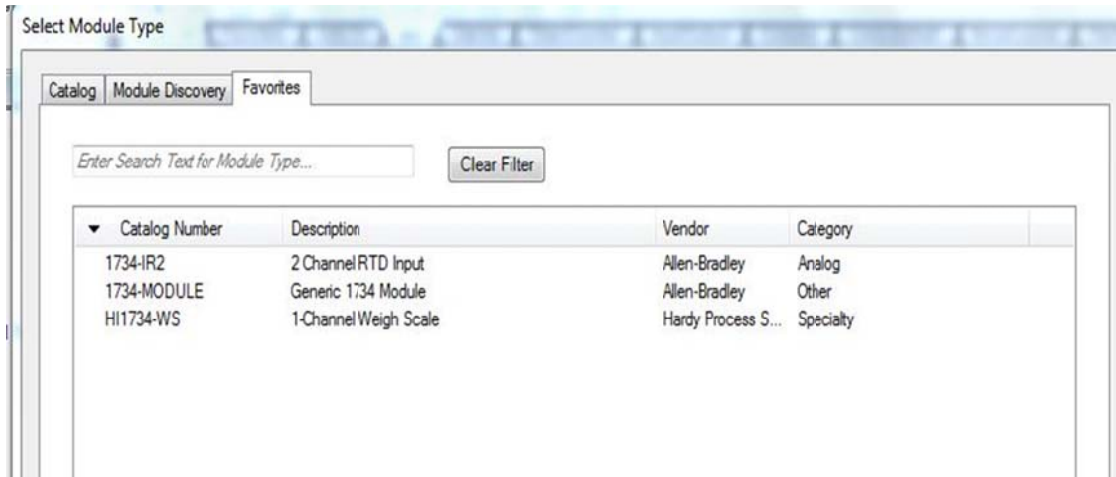 Select Module Type
Catalog Module Discovery Favorites
Enter Search Text for Module Type... Clear Filter
Catalog Number Description Vendor Category
1734-IR2 2 Channel RTD Input Allen-Bradley Analog
1734-MODULE Generic 1734 Module Allen-Bradley Other
HI1734-WS 1-Channel Weigh Scale Hardy Process S... Specialty